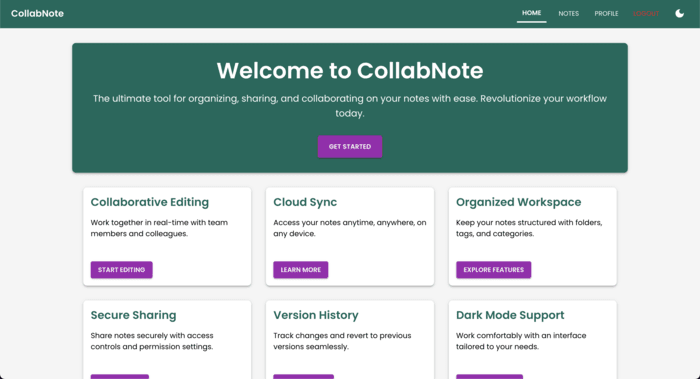 CollabNote
HOME NOTES PROFILE
Welcome to CollabNote
The ultimate tool for organizing, sharing, and collaborating on your notes with ease. Revolutionize your workflow
today.
GET STARTED
Collaborative Editing
Work together in real-time with team
members and colleagues.
START EDITING
Cloud Sync
Access your notes anytime, anywhere, on
any device.
LEARN MORE
Organized Workspace
Keep your notes structured with folders,
tags, and categories.
EXPLORE FEATURES
Secure Sharing
Share notes securely with access
controls and permission settings.
Version History
Track changes and revert to previous
versions seamlessly.
Dark Mode Support
Work comfortably with an interface
tailored to your needs.